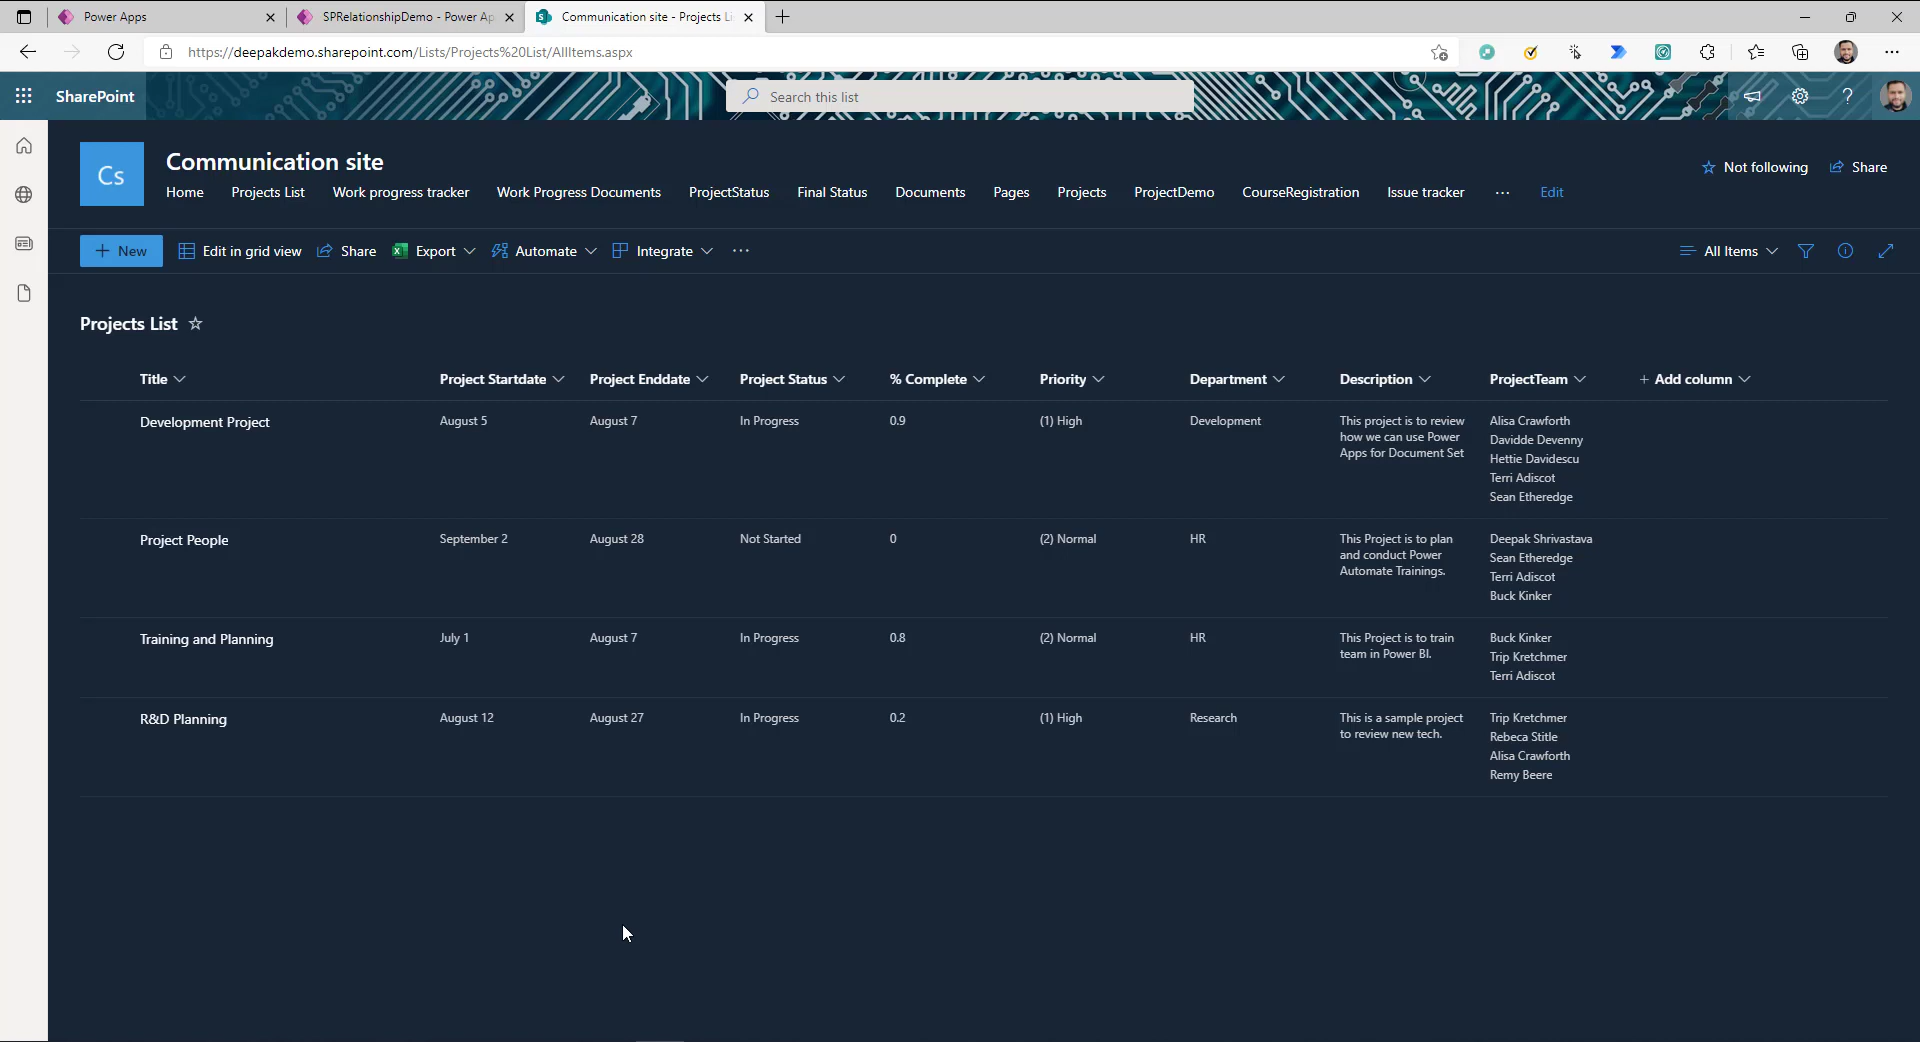 Power Apps
SPRelationshipDemo - Power Ap
Communication site - Projects Li
https://deepakdemo.sharepoint.com/Lists/Projects%20List/AllItems.aspx
SharePoint
Search this list
Cs
Communication site
Home Projects List Work progress tracker Work Progress Documents ProjectStatus Final Status Documents Pages Projects ProjectDemo CourseRegistration Issue tracker ··· Edit
Not following Share
+ New Edit in grid view Share Export Automate Integrate ···
All Items
Projects List
Title Project Startdate Project Enddate Project Status % Complete Priority Department Description ProjectTeam + Add column
Development Project August 5 August 7 In Progress 0.9 (1) High Development
This project is to review
how we can use Power
Apps for Document Set
Alisa Crawforth
Davidde Devenny
Hettie Davidescu
Terri Adiscot
Sean Etheredge
Project People September 2 August 28 Not Started 0 (2) Normal HR
This Project is to plan
and conduct Power
Automate Trainings.
Deepak Shrivastava
Sean Etheredge
Terri Adiscot
Buck Kinker
Training and Planning July 1 August 7 In Progress 0.8 (2) Normal HR
This Project is to train
team in Power BI.
Buck Kinker
Trip Kretchmer
Terri Adiscot
R&D Planning August 12 August 27 In Progress 0.2 (1) High Research
This is a sample project
to review new tech.
Trip Kretchmer
Rebeca Stitle
Alisa Crawforth
Remy Beere